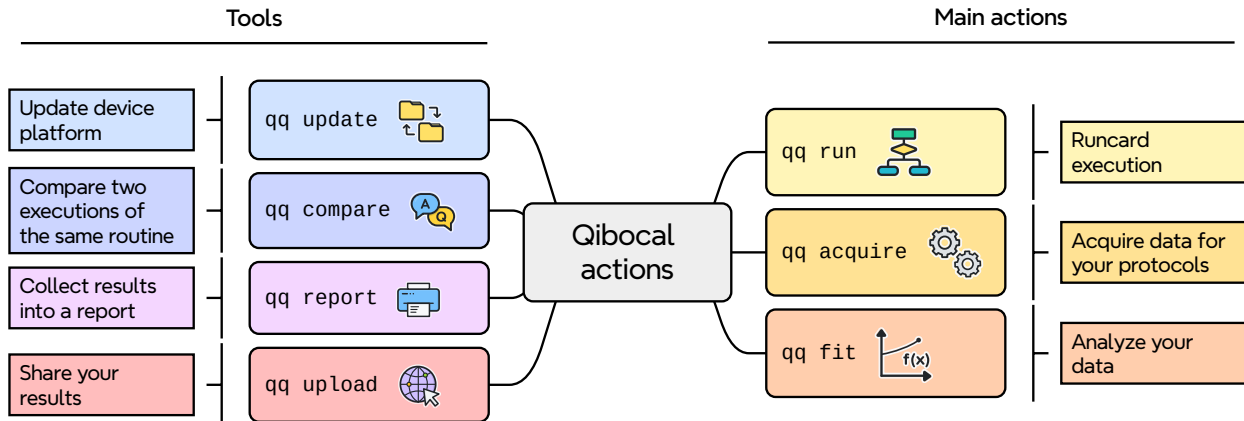 Tools
Main actions
Update device
platform
qq update
Compare two
executions of
the same routine
qq compare
A
Q
Collect results
into a report
qq report
Share your
results
qq upload
Qibocal
actions
qq run
Runcard
execution
qq acquire
Acquire data for
your protocols
qq fit
f(x)
Analyze your
data